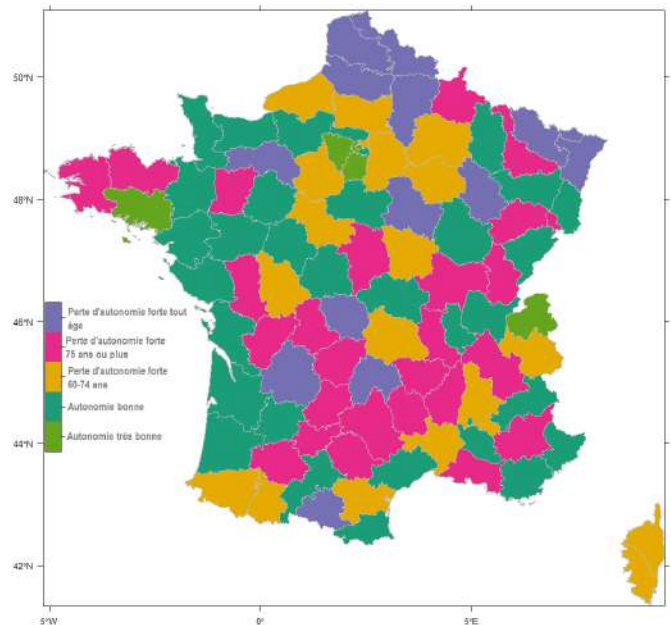 50°N
48°N
46°N
44°N
42°N
Perte d'autonomie forte tout
âge
Perte d'autonomie forte
75 ans ou plus
Perte d'autonomie forte
60-74 ans
Autonomie bonne
Autonomie très bonne
5°W
0°
5°E